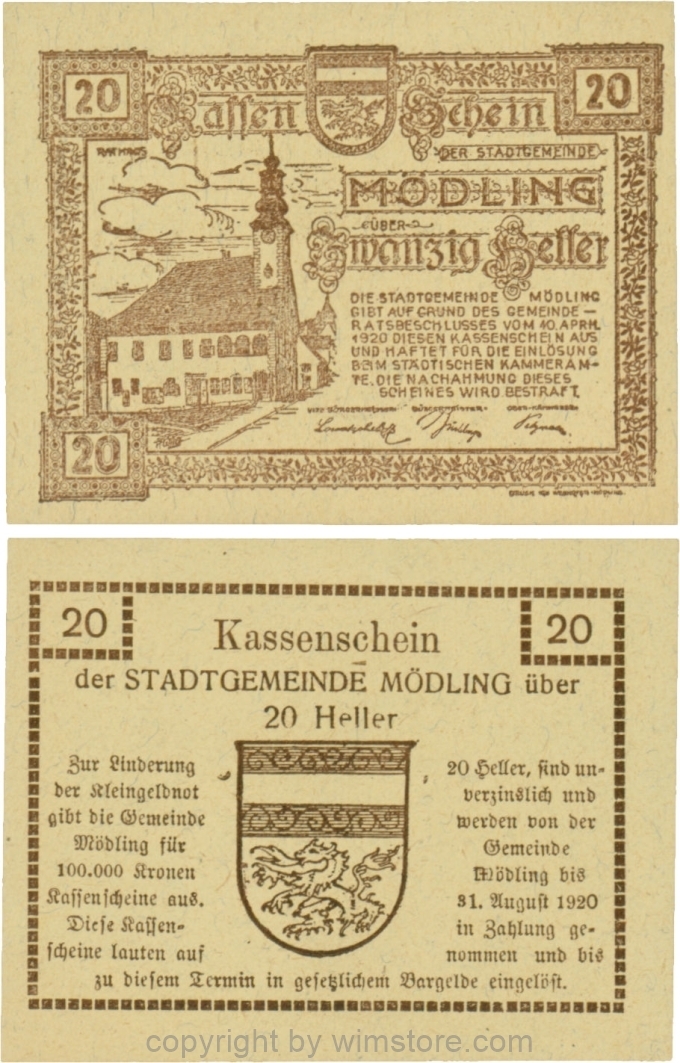 20
Kassen Schein
20
RATHAUS
DER STADTGEMEINDE
MÖDLING
ÜBER
Zwanzig Heller
DIE STADTGEMEINDE MÖDLING
GIBT AUF GRUND DES GEMEINDE–
RATSBESCHLUSSES VOM 10. APRIL
1920 DIESEN KASSENSCHEIN AUS
UND HAFTET FÜR DIE EINLÖSUNG
BEIM STÄDTISCHEN KAMMERAM-
TE. DIE NACHAHMUNG DIESES
SCHEINES WIRD BESTRAFT.
VIZE-BÜRGERMEISTER: BÜRGERMEISTER:
20
20
Kassenschein
20
der STADTGEMEINDE MÖDLING über
20 Heller
Zur Linderung
der Kleingeldnot
gibt die Gemeinde
Mödling für
100.000 Kronen
Kassenscheine aus.
Diese Kassen-
scheine lauten auf
20 Heller, sind un-
verzinslich und
werden von der
Gemeinde
Mödling bis
31. August 1920
in Zahlung ge-
nommen und bis
zu diesem Termin in gesetzlichem Bargelde eingelöst.
copyright by wimstore.com